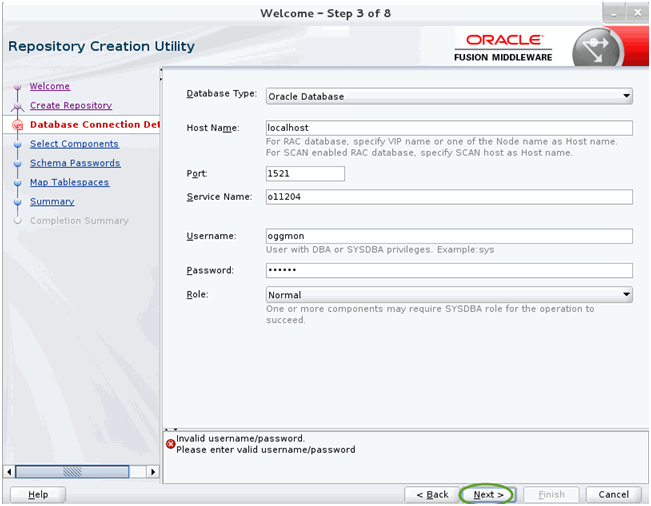 Welcome – Step 3 of 8
Repository Creation Utility
ORACLE
FUSION MIDDLEWARE
Welcome
Create Repository
Database Connection Det
Select Components
Schema Passwords
Map Tablespaces
Summary
Completion Summary
Database Type: Oracle Database
Host Name: localhost
For RAC database, specify VIP name or one of the Node name as Host name.
For SCAN enabled RAC database, specify SCAN host as Host name.
Port: 1521
Service Name: o11204
Username: oggmon
User with DBA or SYSDBA privileges. Example:sys
Password: ••••••
Role: Normal
One or more components may require SYSDBA role for the operation to
succeed.
Invalid username/password.
Please enter valid username/password
Help
< Back
Next >
Finish
Cancel